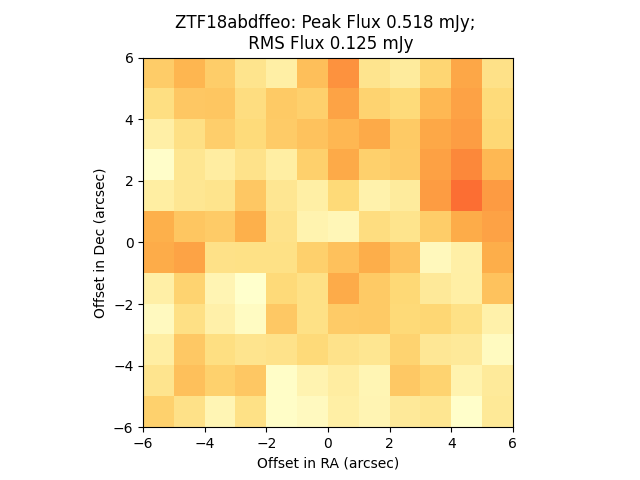 ZTF18abdffeo: Peak Flux 0.518 mJy;
RMS Flux 0.125 mJy
6
4
2
0
−2
−4
−6
Offset in Dec (arcsec)
−6 −4 −2 0 2 4 6
Offset in RA (arcsec)